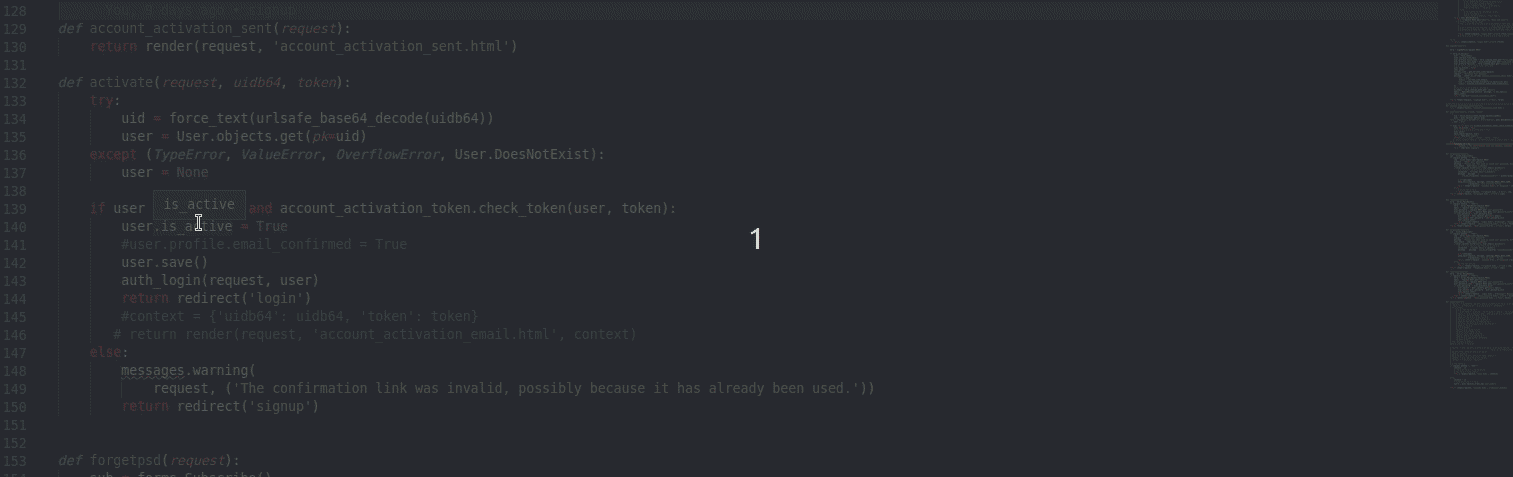 128
129 def account_activation_sent(request):
130 return render(request, 'account_activation_sent.html')
131
132 def activate(request, uidb64, token):
133 try:
134 uid = force_text(urlsafe_base64_decode(uidb64))
135 user = User.objects.get(pk=uid)
136 except (TypeError, ValueError, OverflowError, User.DoesNotExist):
137 user = None
138
139 if user is_active and account_activation_token.check_token(user, token):
140 user.is_active = True
141 #user.profile.email_confirmed = True
142 user.save()
143 auth_login(request, user)
144 return redirect('login')
145 #context = {'uidb64': uidb64, 'token': token}
146 # return render(request, 'account_activation_email.html', context)
147 else:
148 messages.warning(
149 request, ('The confirmation link was invalid, possibly because it has already been used.'))
150 return redirect('signup')
151
152
153 def forgetpsd(request):
1